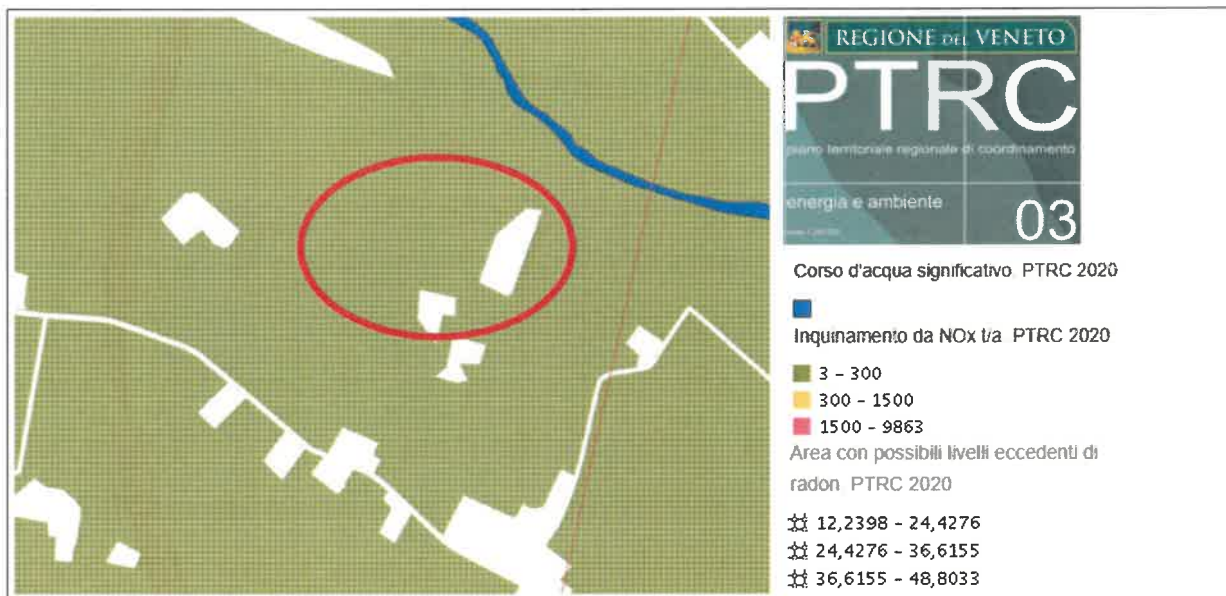 REGIONE DEL VENETO
PTRC
piano territoriale regionale di coordinamento
energia e ambiente
03
Corso d'acqua significativo PTRC 2020
Inquinamento da NOx t/a PTRC 2020
3 - 300
300 - 1500
1500 - 9863
Area con possibili livelli eccedenti di
radon PTRC 2020
12,2398 - 24,4276
24,4276 - 36,6155
36,6155 - 48,8033